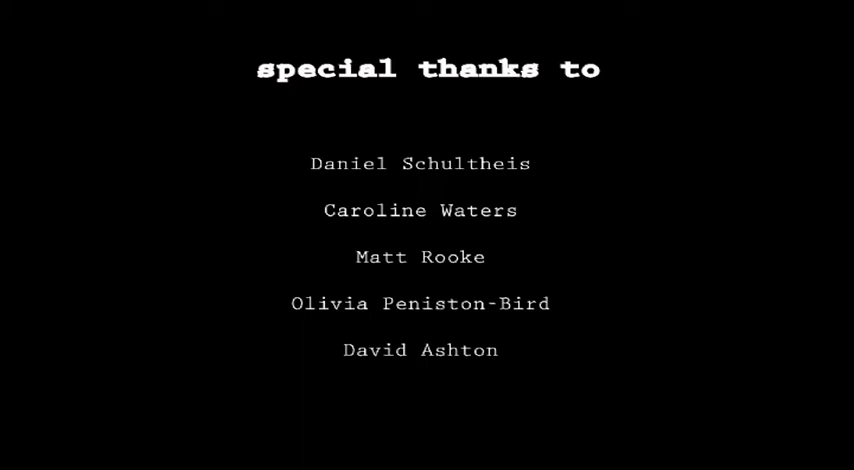 special thanks to
Daniel Schultheis
Caroline Waters
Matt Rooke
Olivia Peniston-Bird
David Ashton